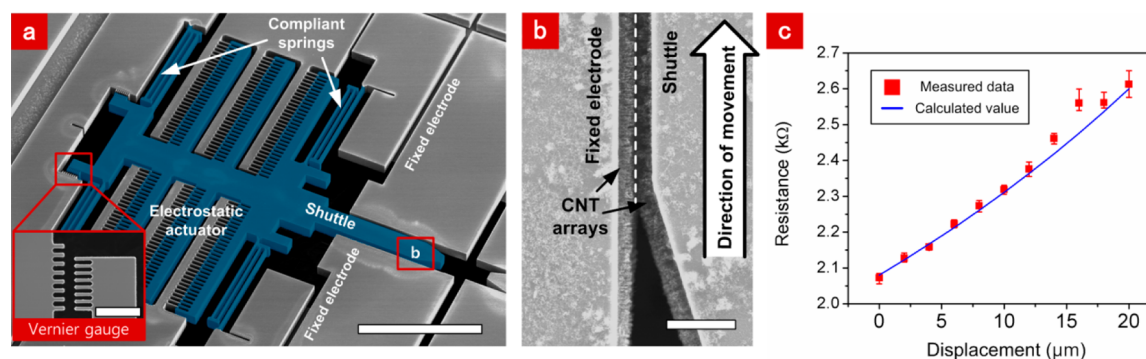 a
Compliant
springs
Fixed electrode
Electrostatic
actuator
Shuttle
b
Fixed electrode
Vernier gauge
b
Fixed electrode
Shuttle
Direction of movement
CNT
arrays
c
2.7
2.6
2.5
2.4
2.3
2.2
2.1
2.0
Resistance (kΩ)
Measured data
Calculated value
0
5
10
15
20
Displacement (μm)